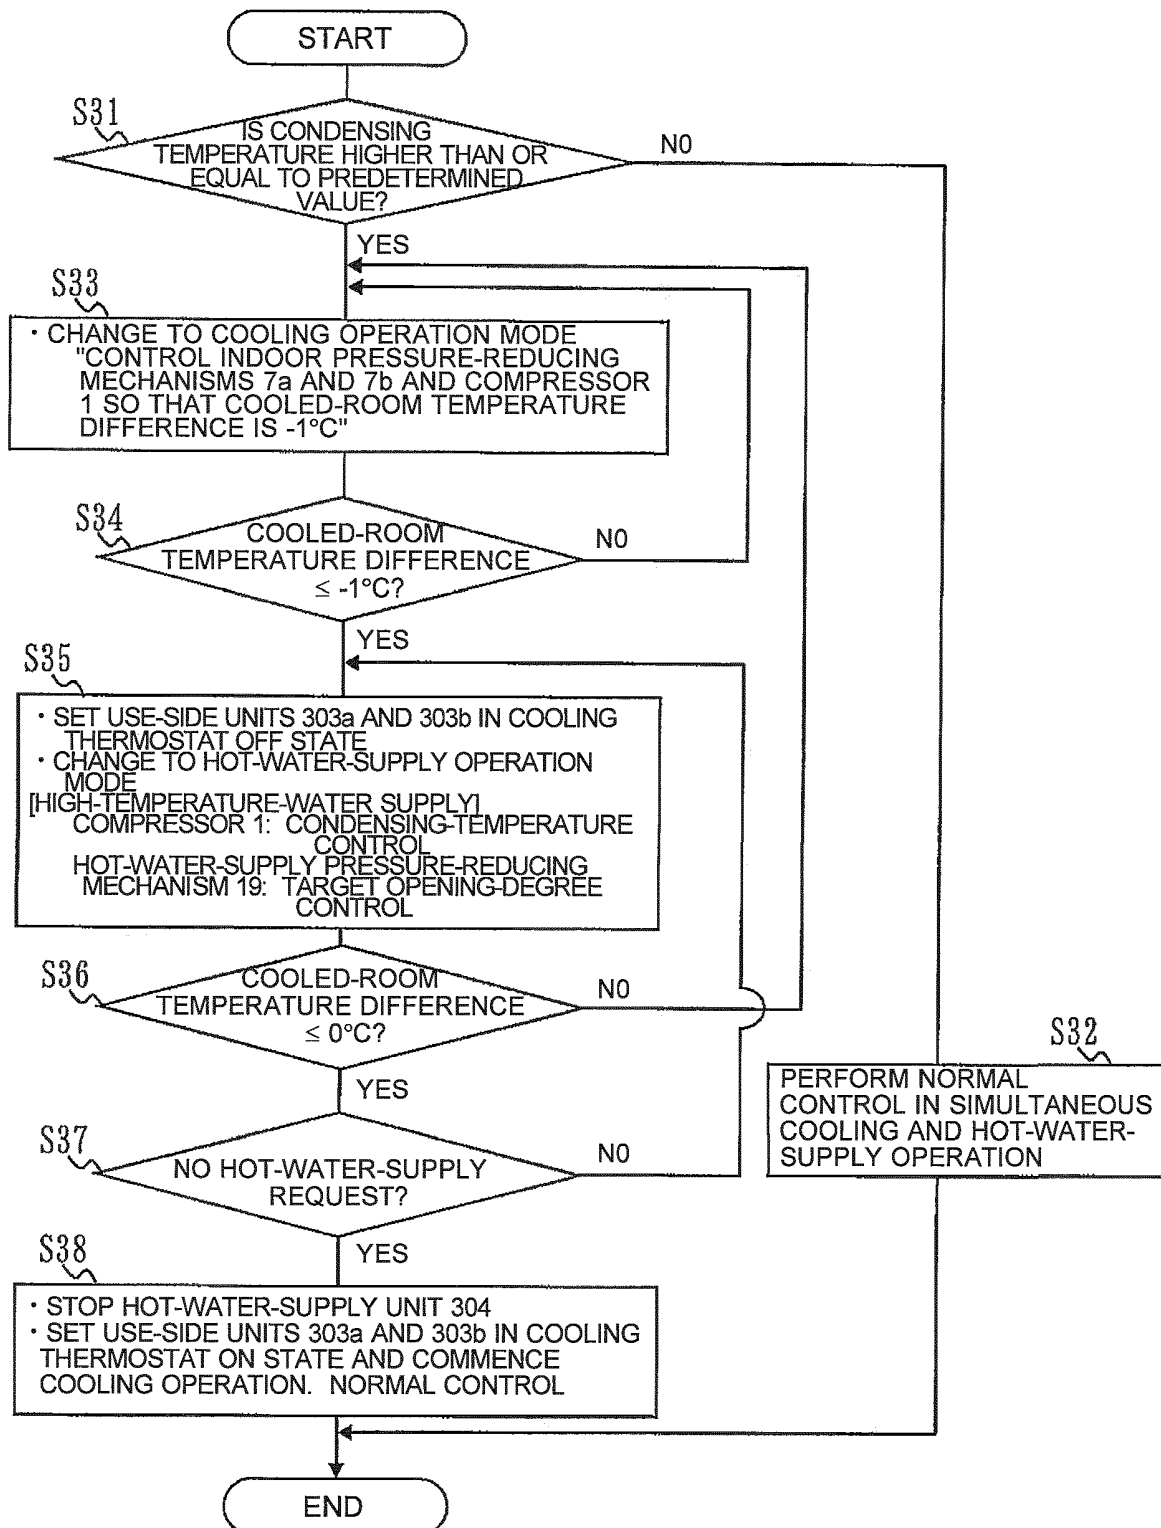 START
S31
IS CONDENSING
TEMPERATURE HIGHER THAN OR
EQUAL TO PREDETERMINED
VALUE?
NO
YES
S33
・CHANGE TO COOLING OPERATION MODE
"CONTROL INDOOR PRESSURE-REDUCING
MECHANISMS 7a AND 7b AND COMPRESSOR
1 SO THAT COOLED-ROOM TEMPERATURE
DIFFERENCE IS -1°C"
S34
COOLED-ROOM
TEMPERATURE DIFFERENCE
≤ -1°C?
NO
YES
S35
・SET USE-SIDE UNITS 303a AND 303b IN COOLING
THERMOSTAT OFF STATE
・CHANGE TO HOT-WATER-SUPPLY OPERATION
MODE
[HIGH-TEMPERATURE-WATER SUPPLY]
COMPRESSOR 1: CONDENSING-TEMPERATURE
CONTROL
HOT-WATER-SUPPLY PRESSURE-REDUCING
MECHANISM 19: TARGET OPENING-DEGREE
CONTROL
S36
COOLED-ROOM
TEMPERATURE DIFFERENCE
≤ 0°C?
NO
YES
S32
PERFORM NORMAL
CONTROL IN SIMULTANEOUS
COOLING AND HOT-WATER-
SUPPLY OPERATION
S37
NO HOT-WATER-SUPPLY
REQUEST?
NO
YES
S38
・STOP HOT-WATER-SUPPLY UNIT 304
・SET USE-SIDE UNITS 303a AND 303b IN COOLING
THERMOSTAT ON STATE AND COMMENCE
COOLING OPERATION. NORMAL CONTROL
END